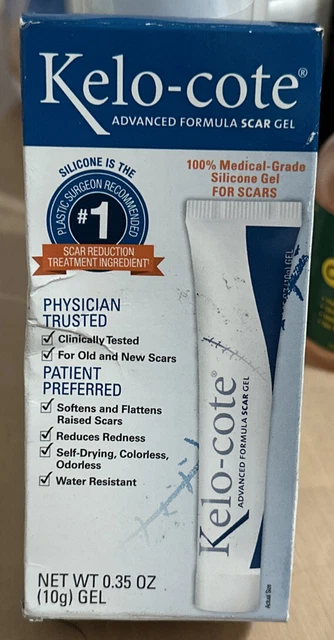 Kelo-cote®
ADVANCED FORMULA SCAR GEL
SILICONE IS THE
PLASTIC SURGEON RECOMMENDED
#1
SCAR REDUCTION
TREATMENT INGREDIENT†
100% Medical-Grade
Silicone Gel
FOR SCARS
PHYSICIAN
TRUSTED
Clinically Tested
For Old and New Scars
PATIENT
PREFERRED
Softens and Flattens
Raised Scars
Reduces Redness
Self-Drying, Colorless,
Odorless
Water Resistant
NET WT 0.35 OZ
(10g) GEL
Kelo-cote®
ADVANCED FORMULA SCAR GEL
Actual Size